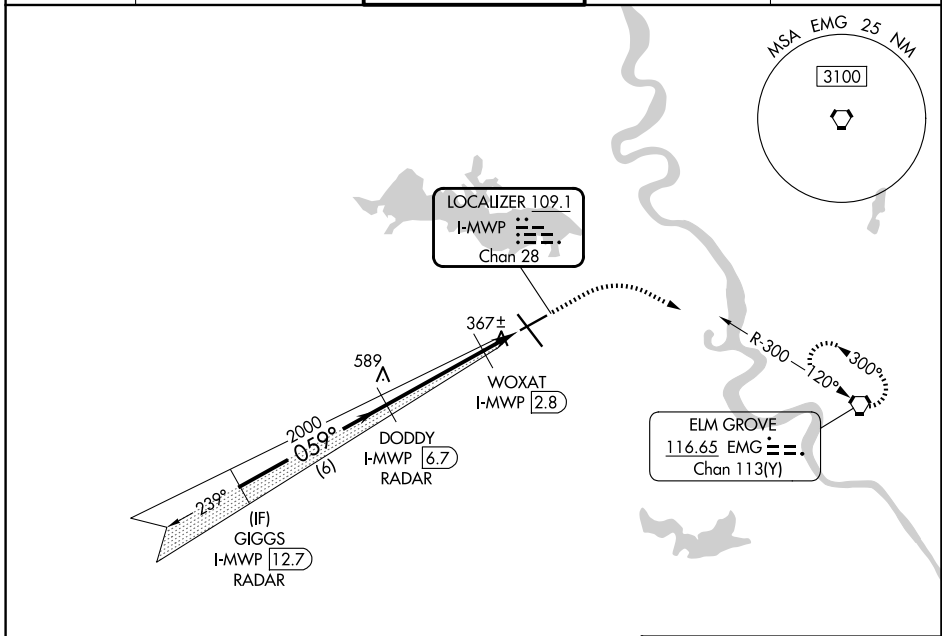 MSA EMG 25 NM
3100
LOCALIZER 109.1
I-MWP
Chan 28
367±
589
WOXAT
I-MWP 2.8
R-300
120°
300°
2000
059°
(6)
DODDY
I-MWP 6.7
RADAR
ELM GROVE
116.65 EMG
Chan 113(Y)
239°
(IF)
GIGGS
I-MWP 12.7
RADAR